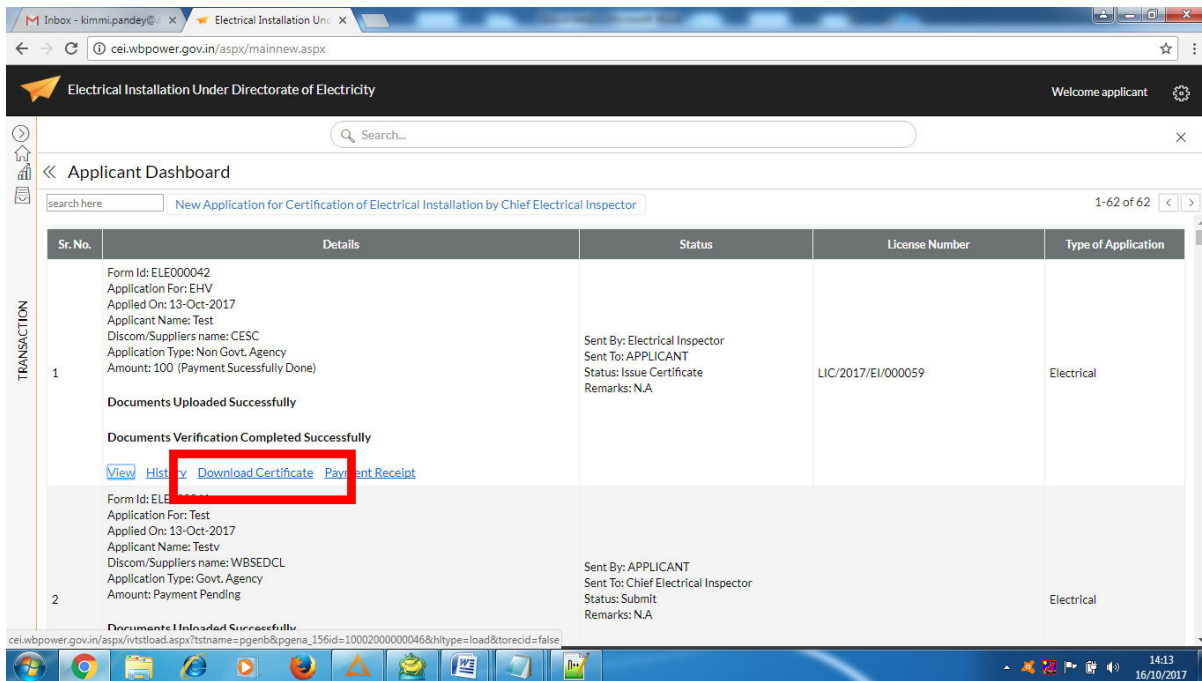 Inbox - kimmi.pandey@
Electrical Installation Und
cei.wbpower.gov.in/aspx/mainnew.aspx
Electrical Installation Under Directorate of Electricity
Welcome applicant
Search...
Applicant Dashboard
search here
New Application for Certification of Electrical Installation by Chief Electrical Inspector
1-62 of 62
Sr. No. Details Status License Number Type of Application
TRANSACTION
1
Form Id: ELE000042
Application For: EHV
Applied On: 13-Oct-2017
Applicant Name: Test
Discom/Suppliers name: CESC
Application Type: Non Govt. Agency
Amount: 100 (Payment Sucessfully Done)
Documents Uploaded Successfully
Documents Verification Completed Successfully
View History Download Certificate Payment Receipt
Sent By: Electrical Inspector
Sent To: APPLICANT
Status: Issue Certificate
Remarks: N.A
LIC/2017/EI/000059
Electrical
2
Form Id:
Application For: Test
Applied On: 13-Oct-2017
Applicant Name: Testv
Discom/Suppliers name: WBSEDCL
Application Type: Govt. Agency
Amount: Payment Pending
Documents Uploaded Successfully
Sent By: APPLICANT
Sent To: Chief Electrical Inspector
Status: Submit
Remarks: N.A
Electrical
cei.wbpower.gov.in/aspx/ivtstload.aspx?tstname=pgenb&pgena_156id=10002000000046&hltype=load&torecid=false
14:13
16/10/2017